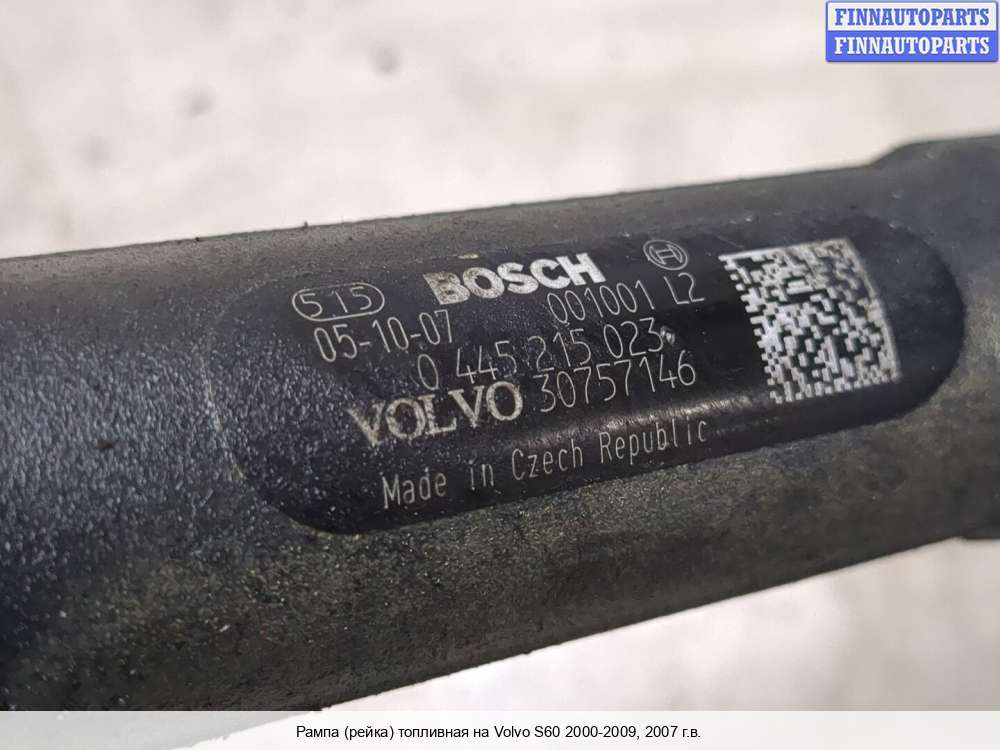 FINNAUTOPARTS
FINNAUTOPARTS
515 BOSCH
05-10-07 001001 L2
0 445 215 023
VOLVO 30757146
Made in Czech Republic
Рампа (рейка) топливная на Volvo S60 2000-2009, 2007 г.в.